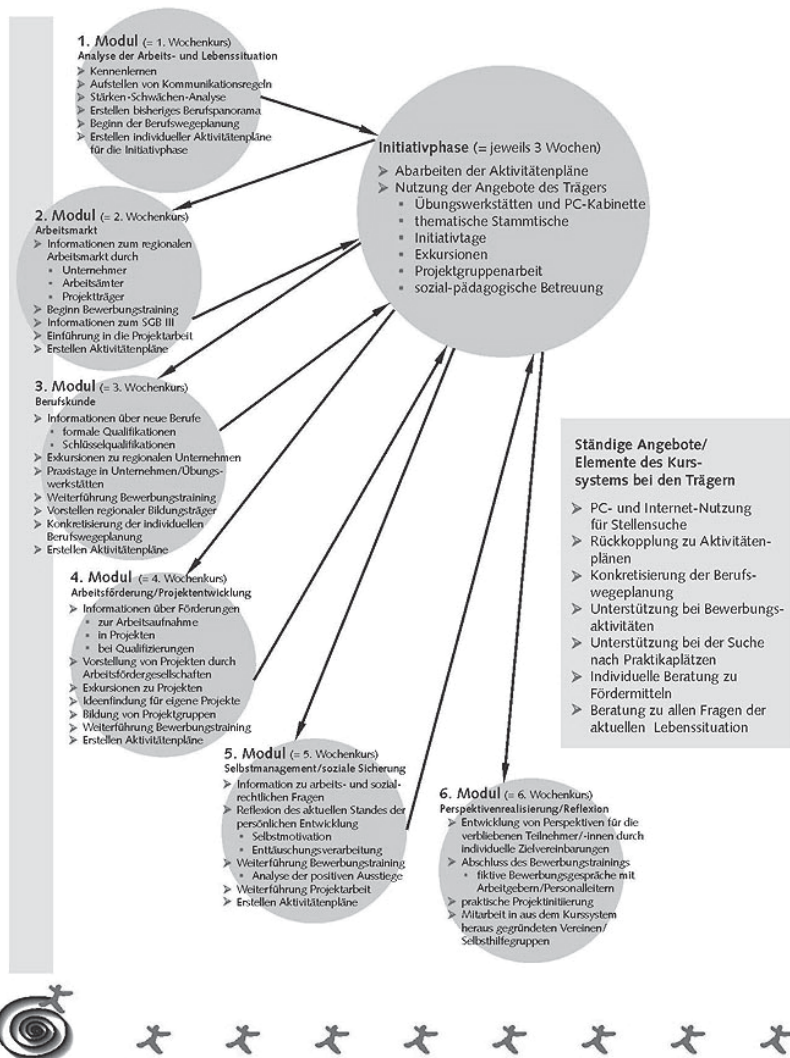 1. Modul (= 1. Wochenkurs)
Analyse der Arbeits- und Lebenssituation
➢ Kennenlernen
➢ Aufstellen von Kommunikationsregeln
➢ Stärken-Schwächen-Analyse
➢ Erstellen bisheriges Berufspanorama
➢ Beginn der Berufswegeplanung
➢ Erstellen individueller Aktivitätenpläne
für die Initiativphase
Initiativphase (= jeweils 3 Wochen)
➢ Abarbeiten der Aktivitätenpläne
➢ Nutzung der Angebote des Trägers
▪ Übungswerkstätten und PC-Kabinette
▪ thematische Stammtische
▪ Initiativtage
▪ Exkursionen
▪ Projektgruppenarbeit
▪ sozial-pädagogische Betreuung
2. Modul (= 2. Wochenkurs)
Arbeitsmarkt
➢ Informationen zum regionalen
Arbeitsmarkt durch
▪ Unternehmer
▪ Arbeitsämter
▪ Projektträger
➢ Beginn Bewerbungstraining
➢ Informationen zum SGB III
➢ Einführung in die Projektarbeit
➢ Erstellen Aktivitätenpläne
3. Modul (= 3. Wochenkurs)
Berufskunde
➢ Informationen über neue Berufe
▪ formale Qualifikationen
▪ Schlüsselqualifikationen
➢ Exkursionen zu regionalen Unternehmen
➢ Praxistage in Unternehmen/Übungs-
werkstätten
➢ Weiterführung Bewerbungstraining
➢ Vorstellen regionaler Bildungsträger
➢ Konkretisierung der individuellen
Berufswegeplanung
➢ Erstellen Aktivitätenpläne
4. Modul (= 4. Wochenkurs)
Arbeitsförderung/Projektentwicklung
➢ Informationen über Förderungen
▪ zur Arbeitsaufnahme
▪ in Projekten
▪ bei Qualifizierungen
➢ Vorstellung von Projekten durch
Arbeitsfördergesellschaften
➢ Exkursionen zu Projekten
➢ Ideenfindung für eigene Projekte
➢ Bildung von Projektgruppen
➢ Weiterführung Bewerbungstraining
➢ Erstellen Aktivitätenpläne
5. Modul (= 5. Wochenkurs)
Selbstmanagement/soziale Sicherung
➢ Information zu arbeits- und sozial-
rechtlichen Fragen
➢ Reflexion des aktuellen Standes der
persönlichen Entwicklung
▪ Selbstmotivation
▪ Enttäuschungsverarbeitung
➢ Weiterführung Bewerbungstraining
▪ Analyse der positiven Ausstiege
➢ Weiterführung Projektarbeit
➢ Erstellen Aktivitätenpläne
6. Modul (= 6. Wochenkurs)
Perspektivenrealisierung/Reflexion
➢ Entwicklung von Perspektiven für die
verbliebenen Teilnehmer/-innen durch
individuelle Zielvereinbarungen
➢ Abschluss des Bewerbungstrainings
▪ fiktive Bewerbungsgespräche mit
Arbeitgebern/Personalleitern
➢ praktische Projektinitiierung
➢ Mitarbeit in aus dem Kurssystem
heraus gegründeten Vereinen/
Selbsthilfegruppen
Ständige Angebote/
Elemente des Kurs-
systems bei den Trägern
➢ PC- und Internet-Nutzung
für Stellensuche
➢ Rückkopplung zu Aktivitäten-
plänen
➢ Konkretisierung der Berufs-
wegeplanung
➢ Unterstützung bei Bewerbungs-
aktivitäten
➢ Unterstützung bei der Suche
nach Praktikaplätzen
➢ Individuelle Beratung zu
Fördermitteln
➢ Beratung zu allen Fragen der
aktuellen Lebenssituation